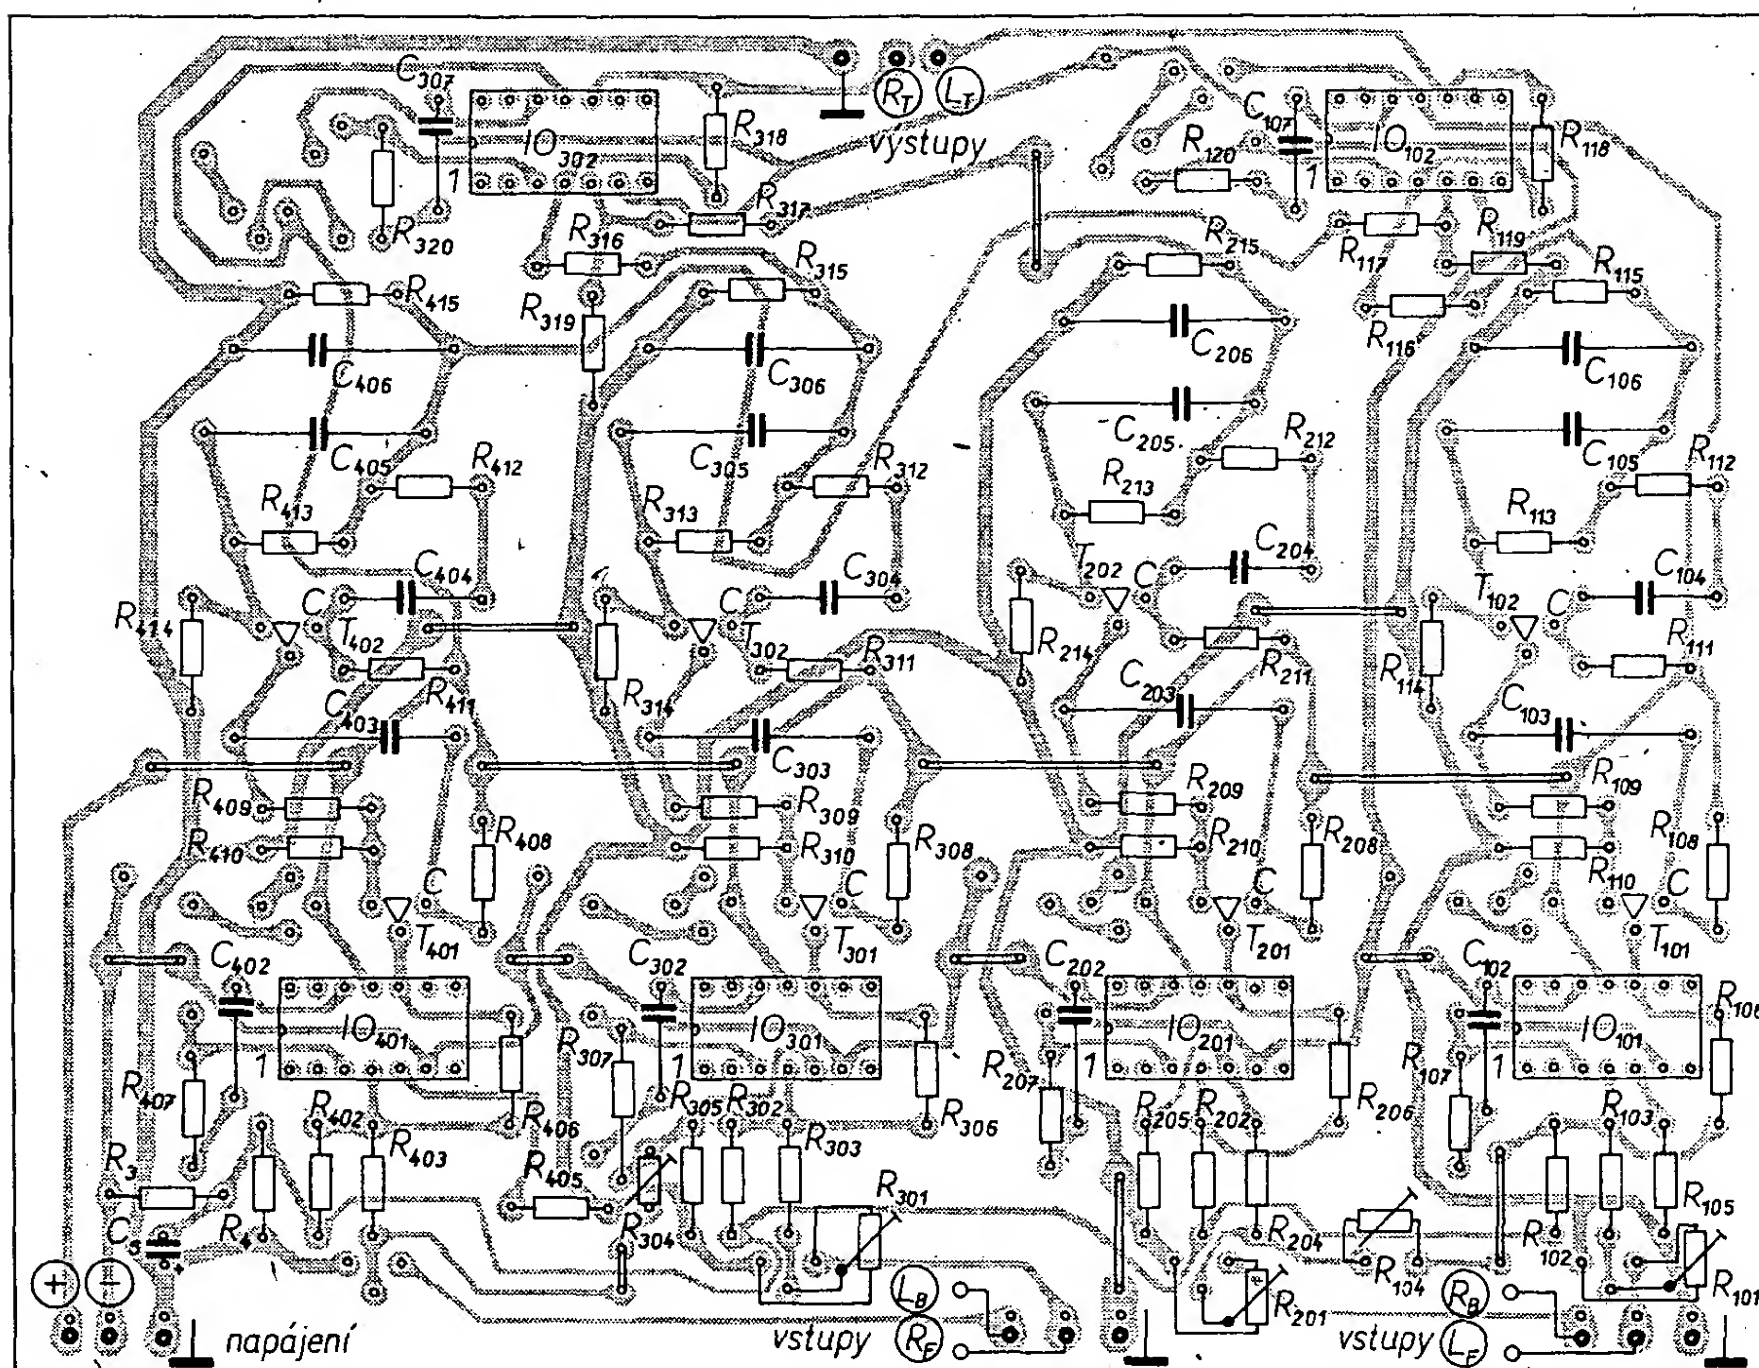 C307
R318
RT
LT
výstupy
C107
R120
R118
IO302
IO102
1
1
R320
R317
R316
R315
R215
R117
R119
R115
R415
R319
R116
C406
C306
C206
C106
C405
R412
C305
R312
C205
R212
C105
R112
R413
R313
R213
R113
C404
C304
T202
C
C204
T102
C
C104
R414
C
T402
C
T302
R311
R214
R211
R114
R111
C403
R411
R314
C303
C203
C103
R409
R309
R209
R109
R410
R408
R310
R308
R210
R208
R110
R108
C
C
C
C
T401
T301
T201
T101
C402
C302
C202
C102
IO401
IO301
IO201
IO101
R106
1
1
1
1
R407
R307
R207
R107
R402
R403
R406
R305
R302
R303
R306
R205
R202
R206
R103
R3
R4
C5
+
R405
R304
R301
R204
R104
R201
R102
R105
R101
+
−
napájení
vstupy
LB
RF
vstupy
RB
LF